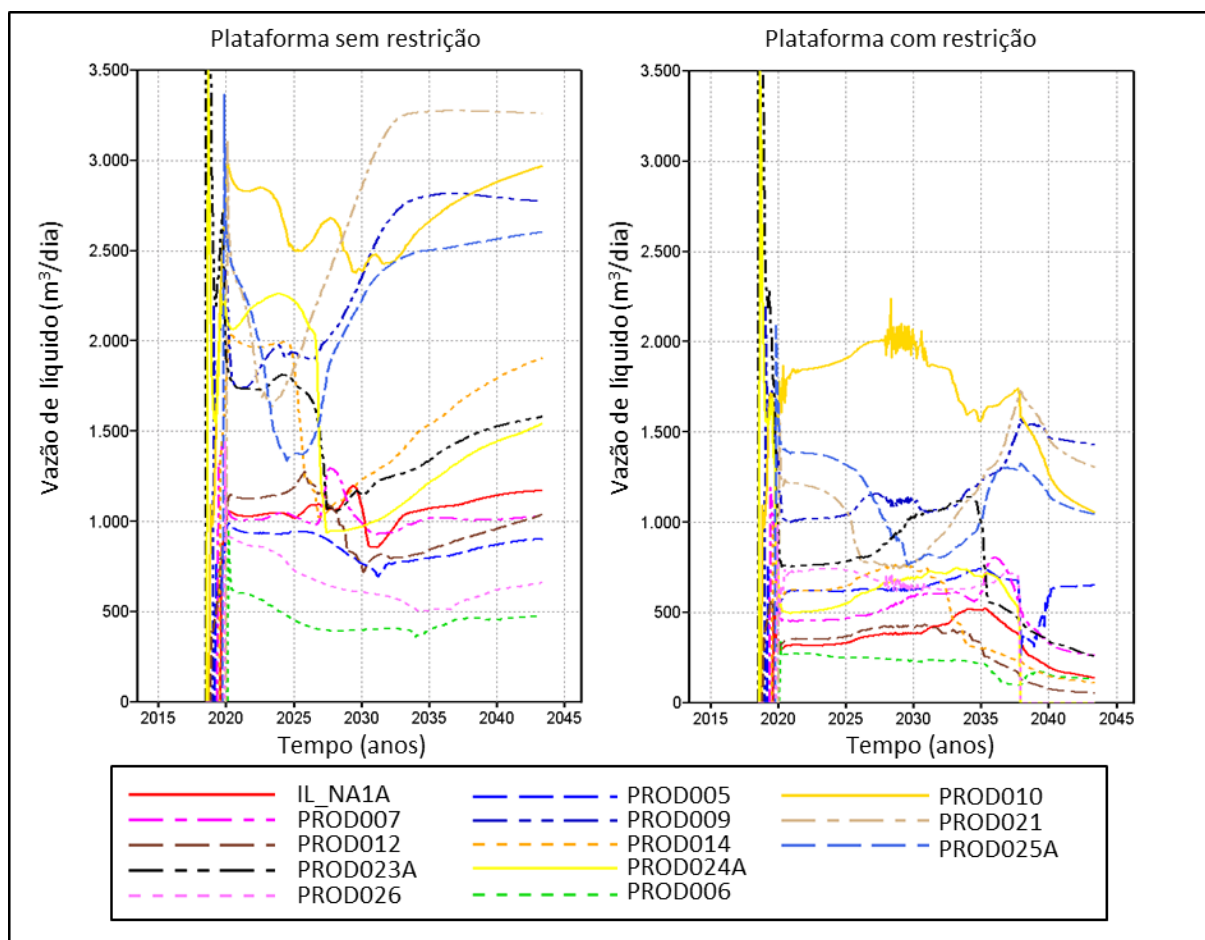 Plataforma sem restrição
Vazão de líquido (m³/dia)
3.500
3.000
2.500
2.000
1.500
1.000
500
0
2015 2020 2025 2030 2035 2040 2045
Tempo (anos)
Plataforma com restrição
Vazão de líquido (m³/dia)
3.500
3.000
2.500
2.000
1.500
1.000
500
0
2015 2020 2025 2030 2035 2040 2045
Tempo (anos)
IL_NA1A
PROD007
PROD012
PROD023A
PROD026
PROD005
PROD009
PROD014
PROD024A
PROD006
PROD010
PROD021
PROD025A